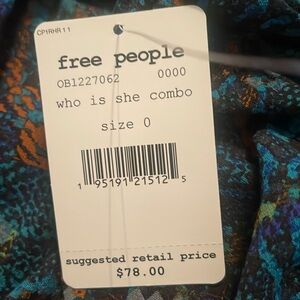 CPIRHR11
free people
OB1227062 0000
who is she combo
size 0
1 95191 21512 5
suggested retail price
$78.00